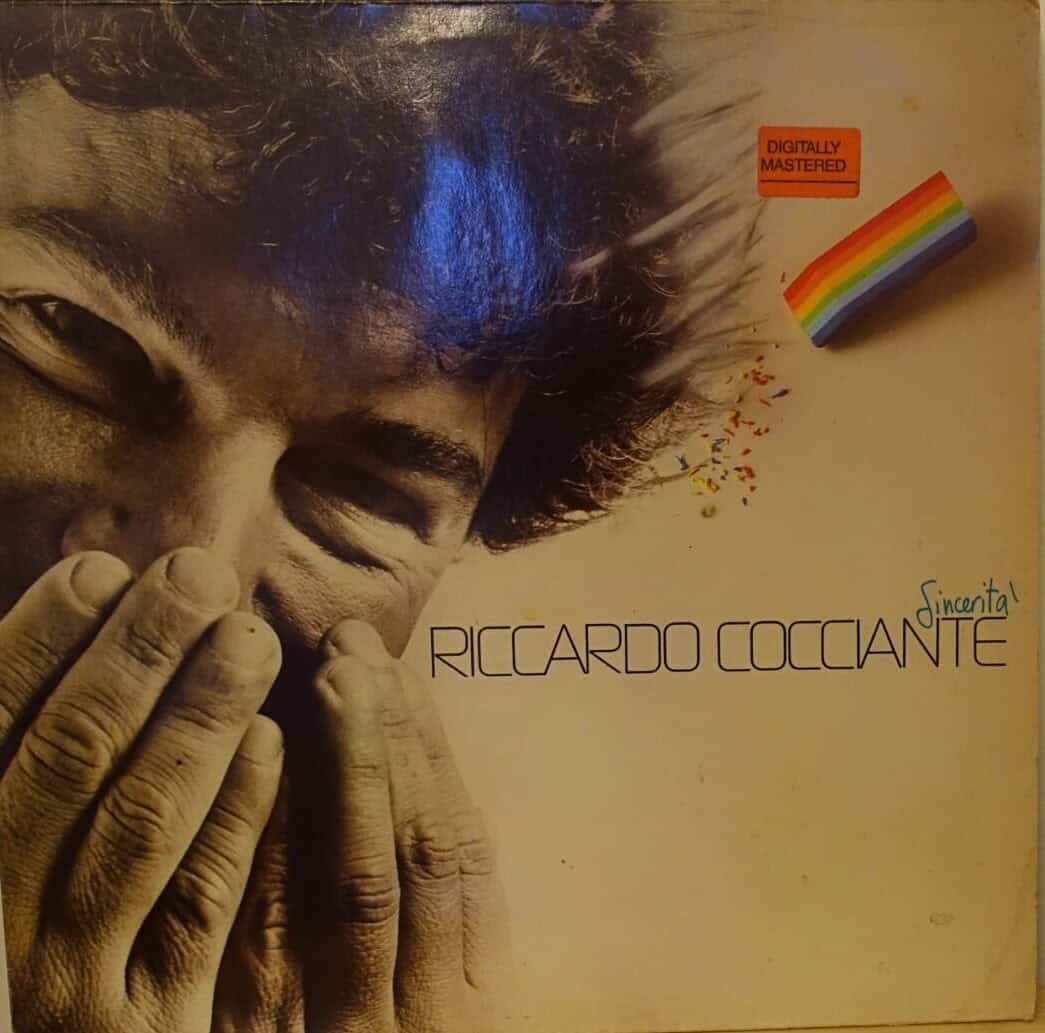 DIGITALLY
MASTERED
Sincerita'
RICCARDO COCCIANTE